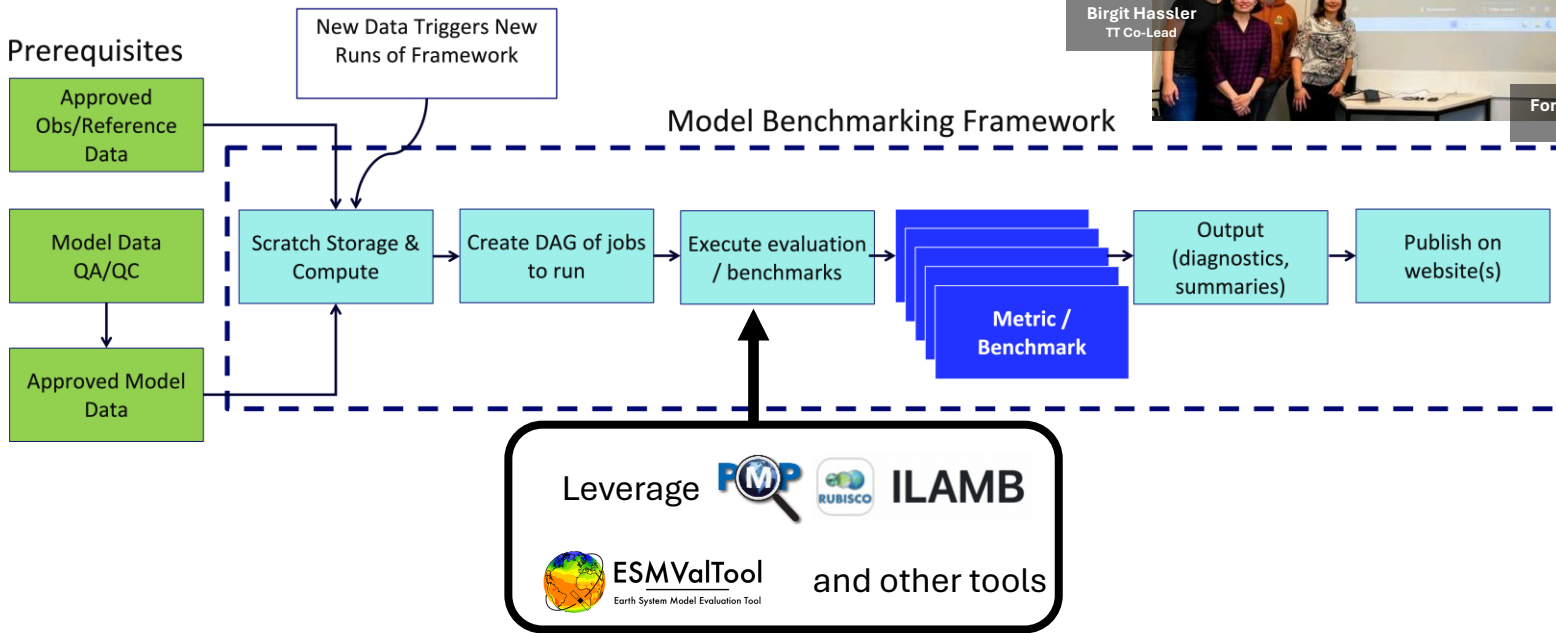 New Data Triggers New
Runs of Framework
Birgit Hassler
TT Co-Lead
Prerequisites
Approved
Obs/Reference
Data
Model Benchmarking Framework
Model Data
QA/QC
Scratch Storage &
Compute
Create DAG of jobs
to run
Execute evaluation
/ benchmarks
Metric /
Benchmark
Output
(diagnostics,
summaries)
Publish on
website(s)
Approved Model
Data
Leverage
PMP
RUBISCO
ILAMB
ESMValTool
Earth System Model Evaluation Tool
and other tools